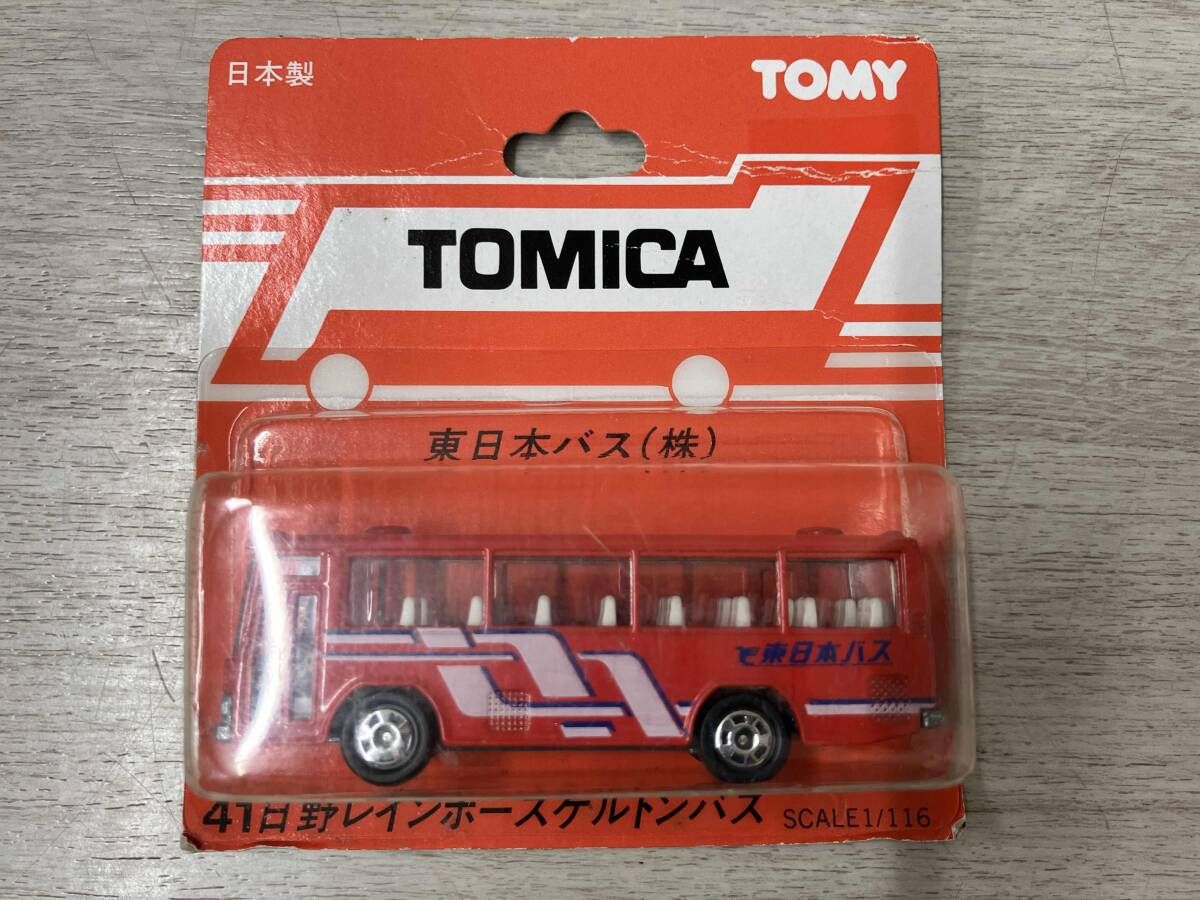 日本製
TOMY
TOMICA
東日本バス(株)
東日本バス
41日野レインボースケルトンバス SCALE1/116